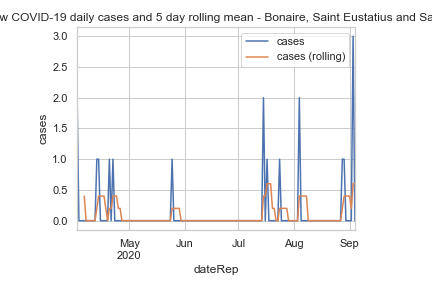 w COVID-19 daily cases and 5 day rolling mean - Bonaire, Saint Eustatius and Sa
cases
cases (rolling)
3.0
2.5
2.0
1.5
1.0
0.5
0.0
cases
May Jun Jul Aug Sep
2020
dateRep